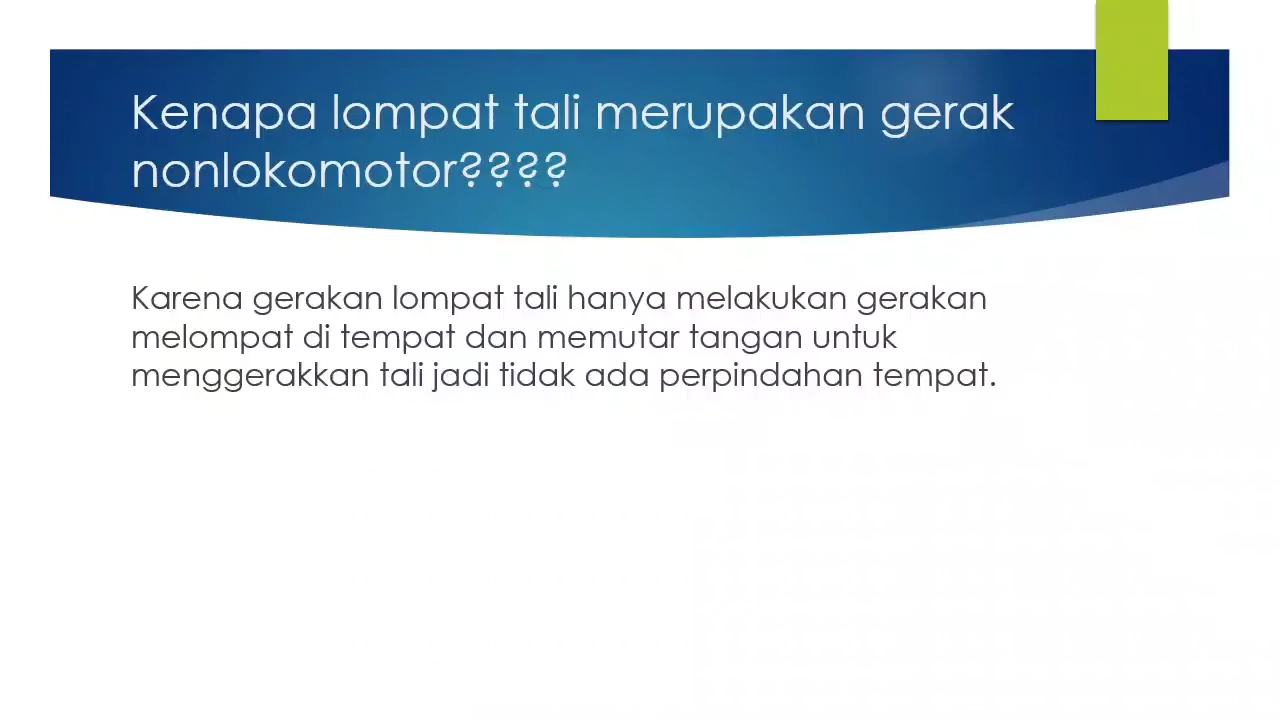 Kenapa lompat tali merupakan gerak
nonlokomotor????
Karena gerakan lompat tali hanya melakukan gerakan
melompat di tempat dan memutar tangan untuk
menggerakkan tali jadi tidak ada perpindahan tempat.